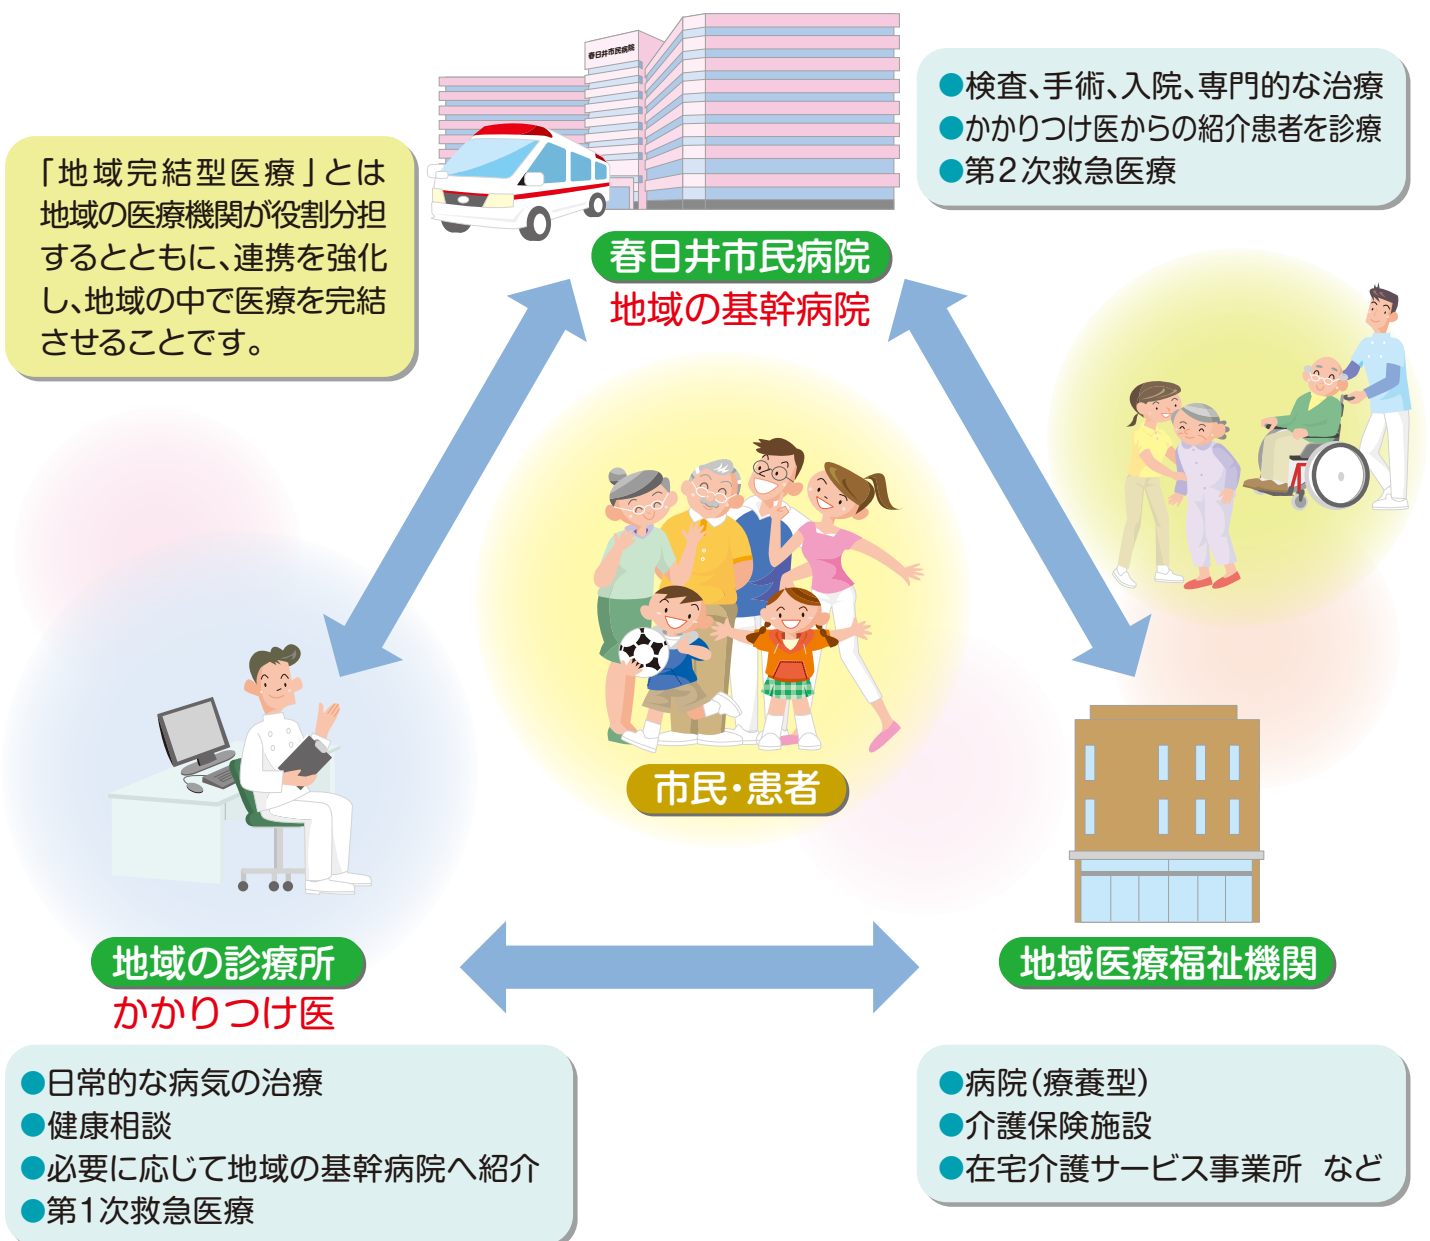 春日井市民病院
●検査、手術、入院、専門的な治療
●かかりつけ医からの紹介患者を診療
●第2次救急医療
「地域完結型医療」とは
地域の医療機関が役割分担
するとともに、連携を強化
し、地域の中で医療を完結
させることです。
春日井市民病院
地域の基幹病院
市民・患者
地域の診療所
かかりつけ医
●日常的な病気の治療
●健康相談
●必要に応じて地域の基幹病院へ紹介
●第1次救急医療
地域医療福祉機関
●病院(療養型)
●介護保険施設
●在宅介護サービス事業所 など